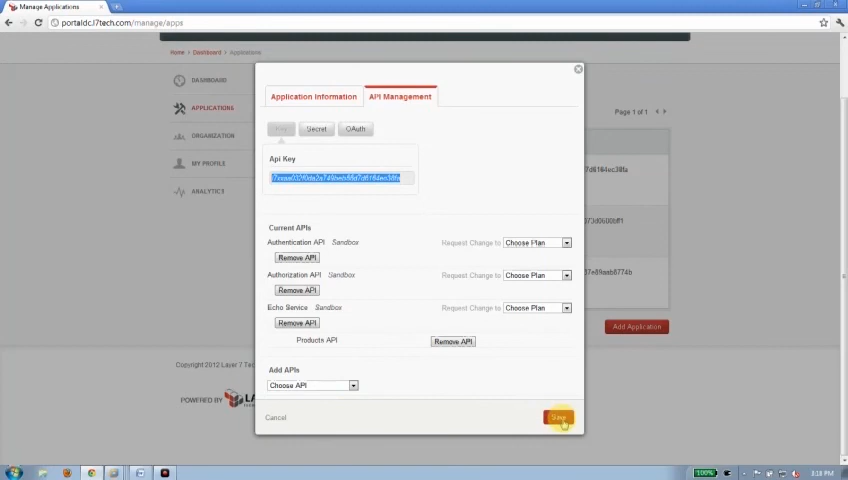 Manage Applications
portaldc.l7tech.com/manage/apps
Home > Dashboard > Applications
DASHBOARD
APPLICATIONS
ORGANIZATION
MY PROFILE
ANALYTICS
Page 1 of 1
Application Information
API Management
Key Secret OAuth
Api Key
Current APIs
Authentication API Sandbox Request Change to Choose Plan
Remove API
Authorization API Sandbox Request Change to Choose Plan
Remove API
Echo Service Sandbox Request Change to Choose Plan
Remove API
Products API Remove API
Add APIs
Choose API
Cancel Save
Add Application
Copyright 2012 Layer 7
POWERED BY
100%
3:18 PM